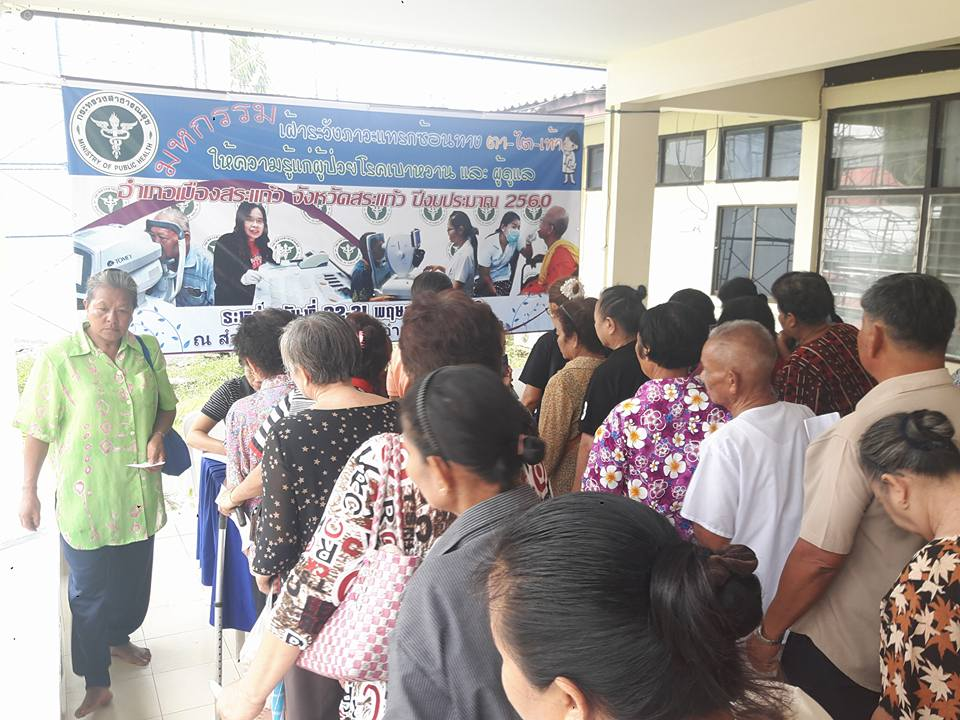 กระทรวงสาธารณสุข
MINISTRY OF PUBLIC HEALTH
มหกรรม
เฝ้าระวังภาวะแทรกซ้อนทาง ตา-ไต-เท้า
ให้ความรู้แก่ผู้ป่วยโรคเบาหวาน และ ผู้ดูแล
อำเภอเมืองสระแก้ว จังหวัดสระแก้ว ปีงบประมาณ 2560
TOMEY